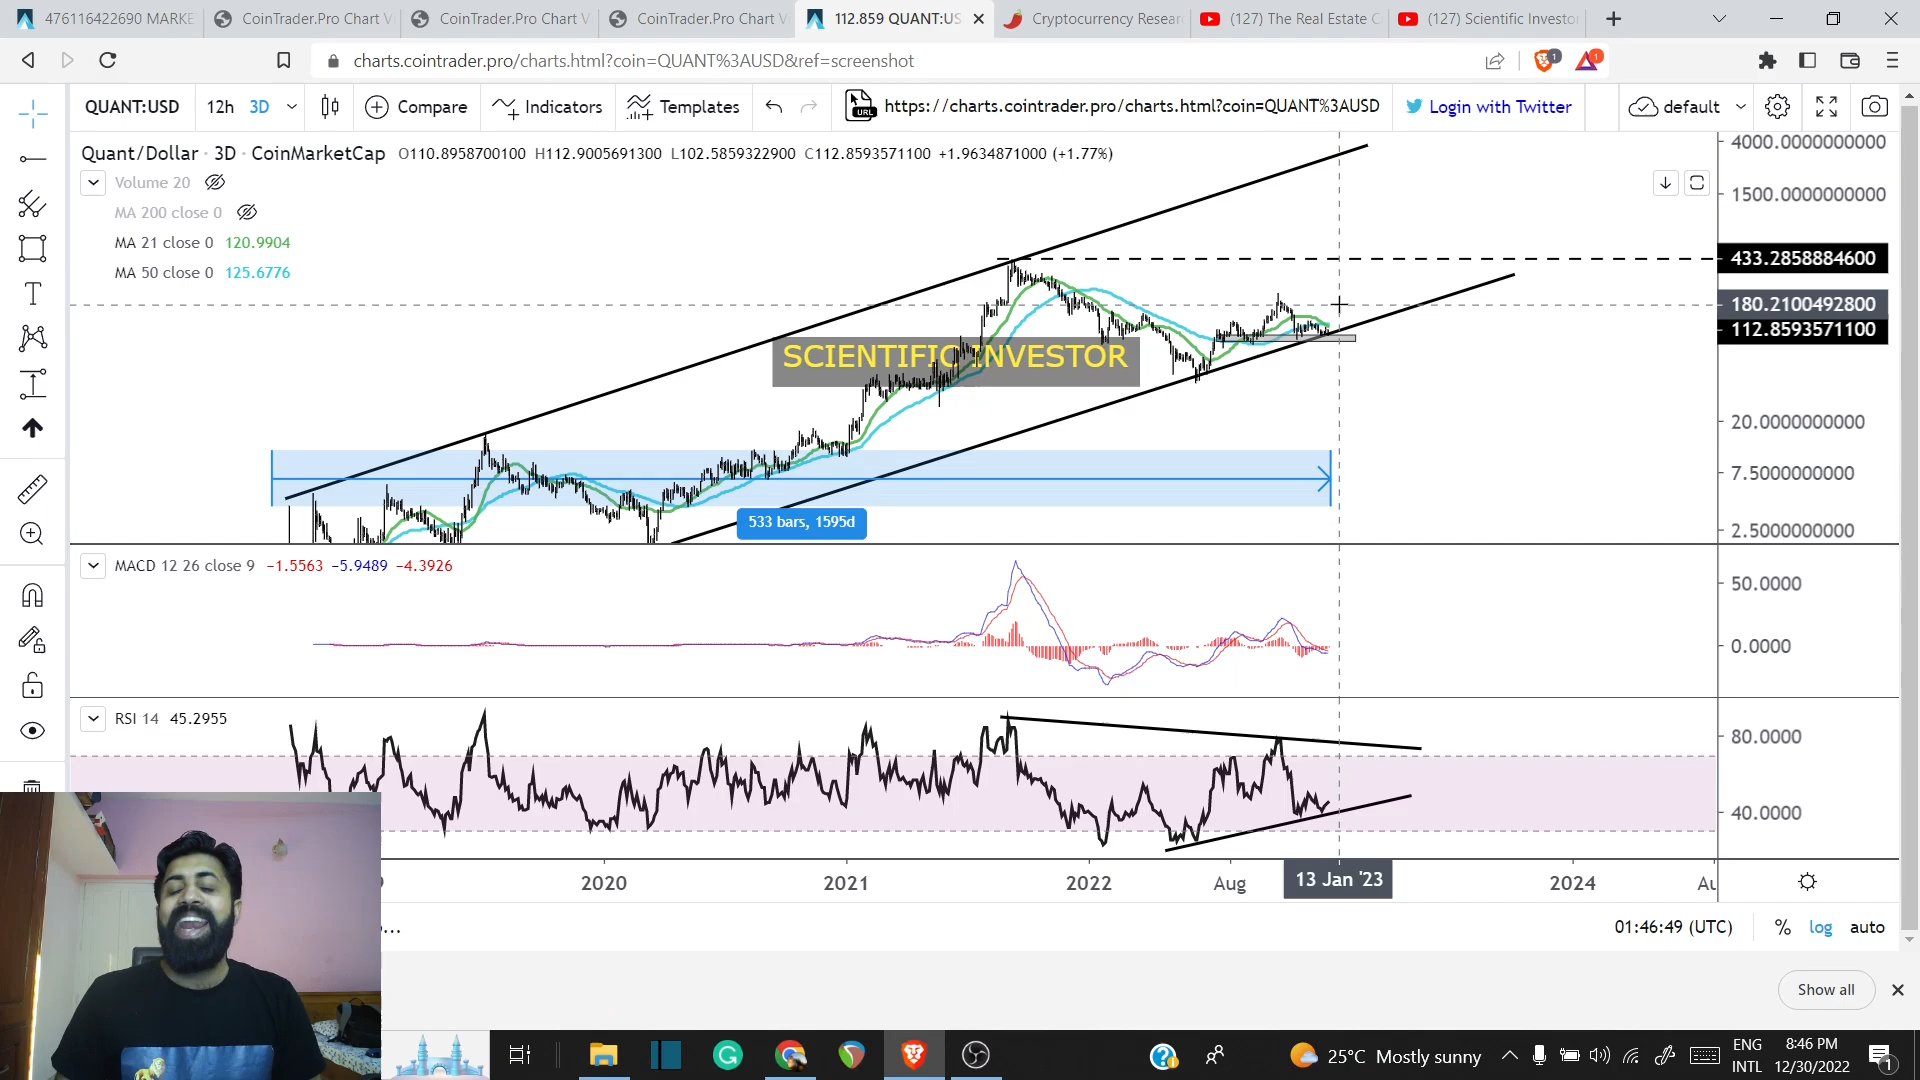 476116422690 MARKE
CoinTrader.Pro Chart V
CoinTrader.Pro Chart V
CoinTrader.Pro Chart V
112.859 QUANT:US
Cryptocurrency Resear
(127) The Real Estate C
(127) Scientific Investor
charts.cointrader.pro/charts.html?coin=QUANT%3AUSD&ref=screenshot
1
1
QUANT:USD
12h
3D
Compare
Indicators
Templates
URL
https://charts.cointrader.pro/charts.html?coin=QUANT%3AUSD
Login with Twitter
default
Quant/Dollar · 3D · CoinMarketCap O110.8958700100 H112.9005691300 L102.5859322900 C112.8593571100 +1.9634871000 (+1.77%)
Volume 20
MA 200 close 0
MA 21 close 0 120.9904
MA 50 close 0 125.6776
4000.0000000000
1500.0000000000
433.2858884600
180.2100492800
112.8593571100
20.0000000000
7.5000000000
2.5000000000
SCIENTIFIC INVESTOR
533 bars, 1595d
MACD 12 26 close 9 −1.5563 −5.9489 −4.3926
50.0000
0.0000
RSI 14 45.2955
80.0000
40.0000
2020
2021
2022
Aug
13 Jan '23
2024
Au
...
01:46:49 (UTC)
%
log
auto
Show all
25°C Mostly sunny
ENG
INTL
8:46 PM
12/30/2022
1